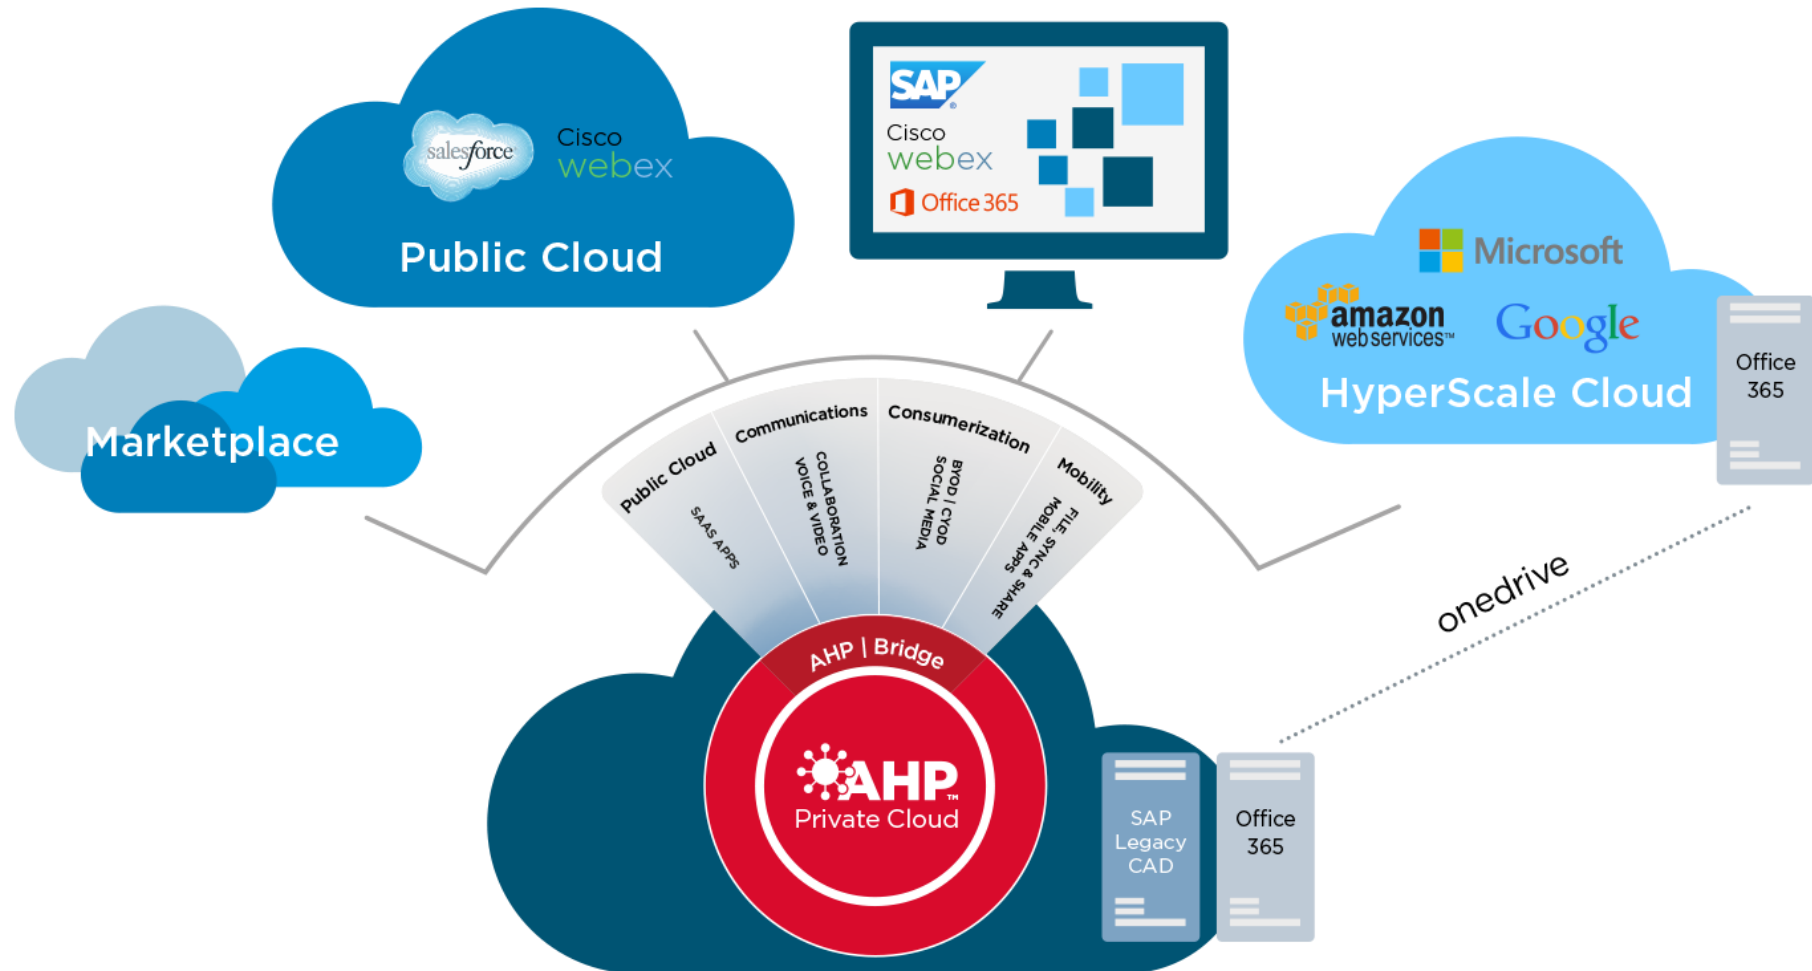 salesforce
Cisco
webex
Public Cloud
SAP
®
Cisco
webex
Office 365
Microsoft
amazon
web services™
Google
HyperScale Cloud
Office
365
Marketplace
Public Cloud
SAAS APPS
Communications
COLLABORATION
VOICE & VIDEO
Consumerization
BYOD | CYOD
SOCIAL MEDIA
Mobility
FILE, SYNC & SHARE
MOBILE APPS
onedrive
AHP | Bridge
AHP™
Private Cloud
SAP
Legacy
CAD
Office
365